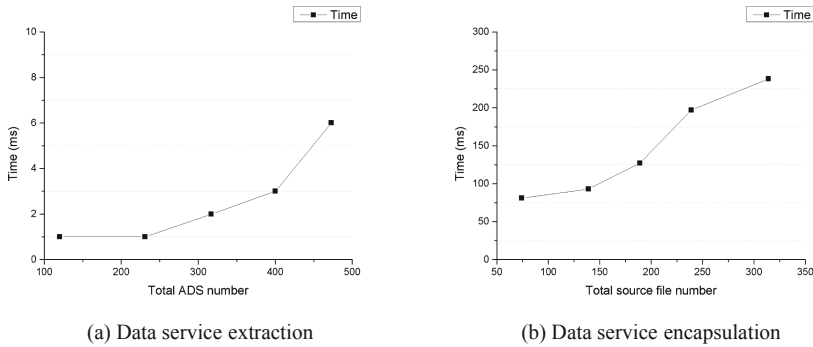 Time
10
8
6
4
2
0
Time (ms)
100 200 300 400 500
Total ADS number
(a) Data service extraction
Time
300
250
200
150
100
50
0
Time (ms)
50 100 150 200 250 300 350
Total source file number
(b) Data service encapsulation